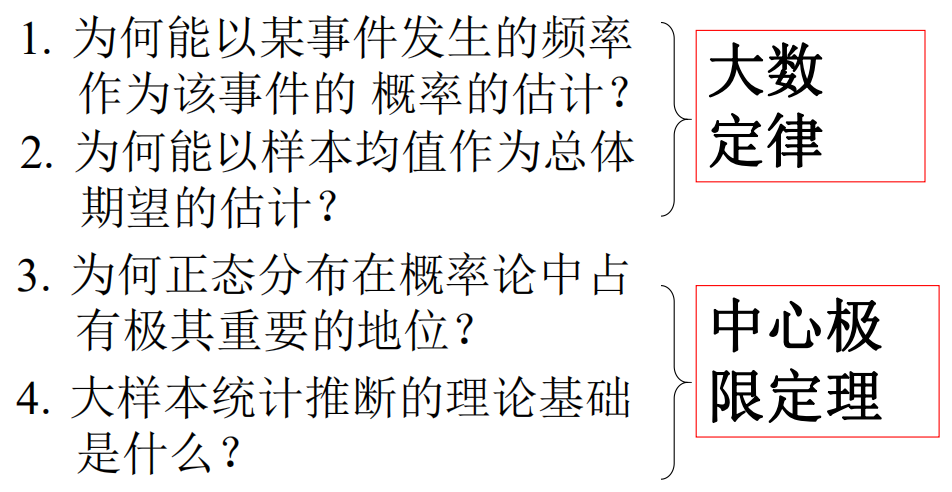 1. 为何能以某事件发生的频率
作为该事件的 概率的估计？
2. 为何能以样本均值作为总体
期望的估计？
大数
定律
3. 为何正态分布在概率论中占
有极其重要的地位？
4. 大样本统计推断的理论基础
是什么？
中心极
限定理